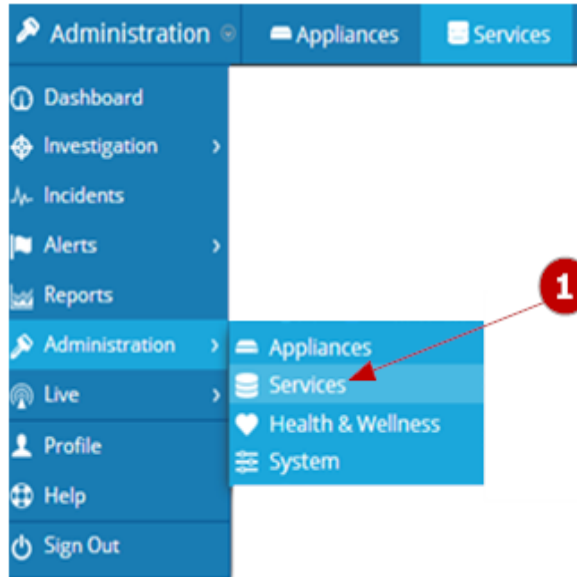 Administration Appliances Services
Dashboard
Investigation
Incidents
Alerts
Reports
Administration
Live
Profile
Help
Sign Out
Appliances
Services
Health & Wellness
System
1